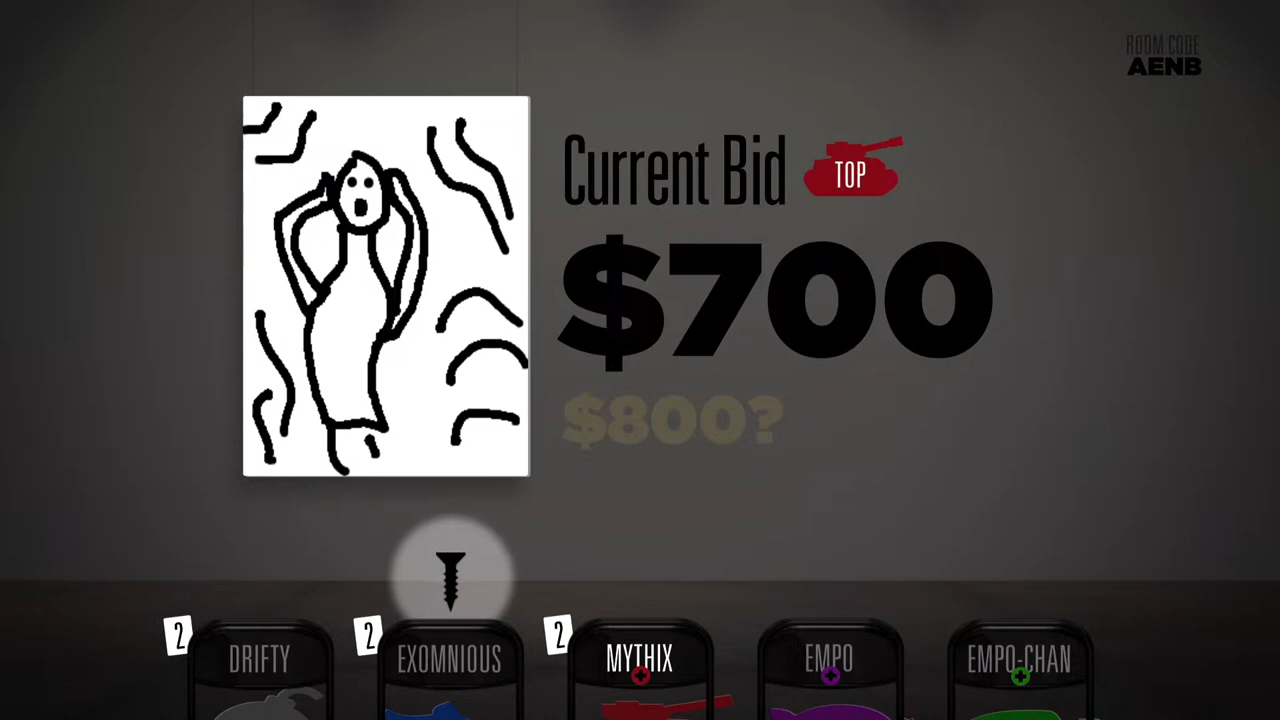 ROOM CODE
AENB
Current Bid TOP
$700
$800?
2 2 2
DRIFTY EXOMNIOUS MYTHIX EMPO EMPO-CHAN